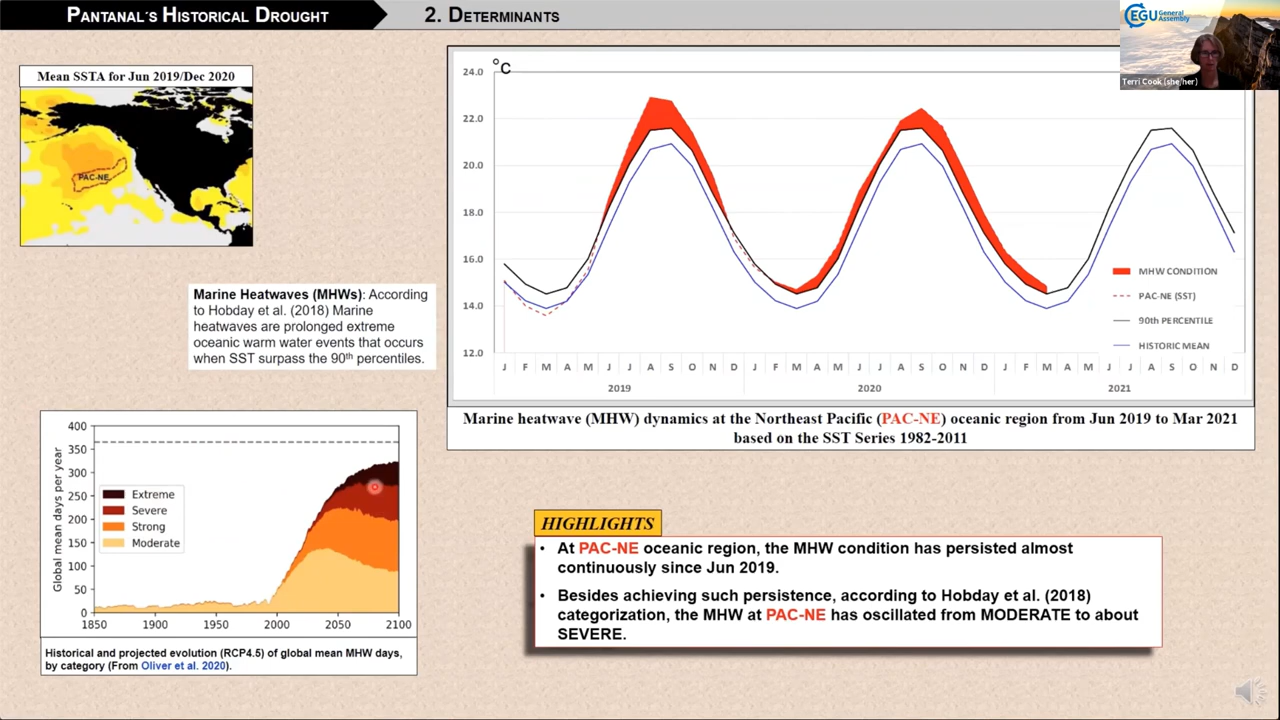 PANTANAL´S HISTORICAL DROUGHT
2. DETERMINANTS
EGU General Assembly
Terri Cook (she/her)
Mean SSTA for Jun 2019/Dec 2020
PAC-NE
Marine Heatwaves (MHWs): According
to Hobday et al. (2018) Marine
heatwaves are prolonged extreme
oceanic warm water events that occurs
when SST surpass the 90th percentiles.
°C
24.0
22.0
20.0
18.0
16.0
14.0
12.0
MHW CONDITION
PAC-NE (SST)
90th PERCENTILE
HISTORIC MEAN
J F M A M J J A S O N D J F M A M J J A S O N D J F M A M J J A S O N D
2019 2020 2021
Marine heatwave (MHW) dynamics at the Northeast Pacific (PAC-NE) oceanic region from Jun 2019 to Mar 2021
based on the SST Series 1982-2011
Global mean days per year
400
350
300
250
200
150
100
50
0
Extreme
Severe
Strong
Moderate
1850 1900 1950 2000 2050 2100
Historical and projected evolution (RCP4.5) of global mean MHW days,
by category (From Oliver et al. 2020).
HIGHLIGHTS
• At PAC-NE oceanic region, the MHW condition has persisted almost
continuously since Jun 2019.
• Besides achieving such persistence, according to Hobday et al. (2018)
categorization, the MHW at PAC-NE has oscillated from MODERATE to about
SEVERE.